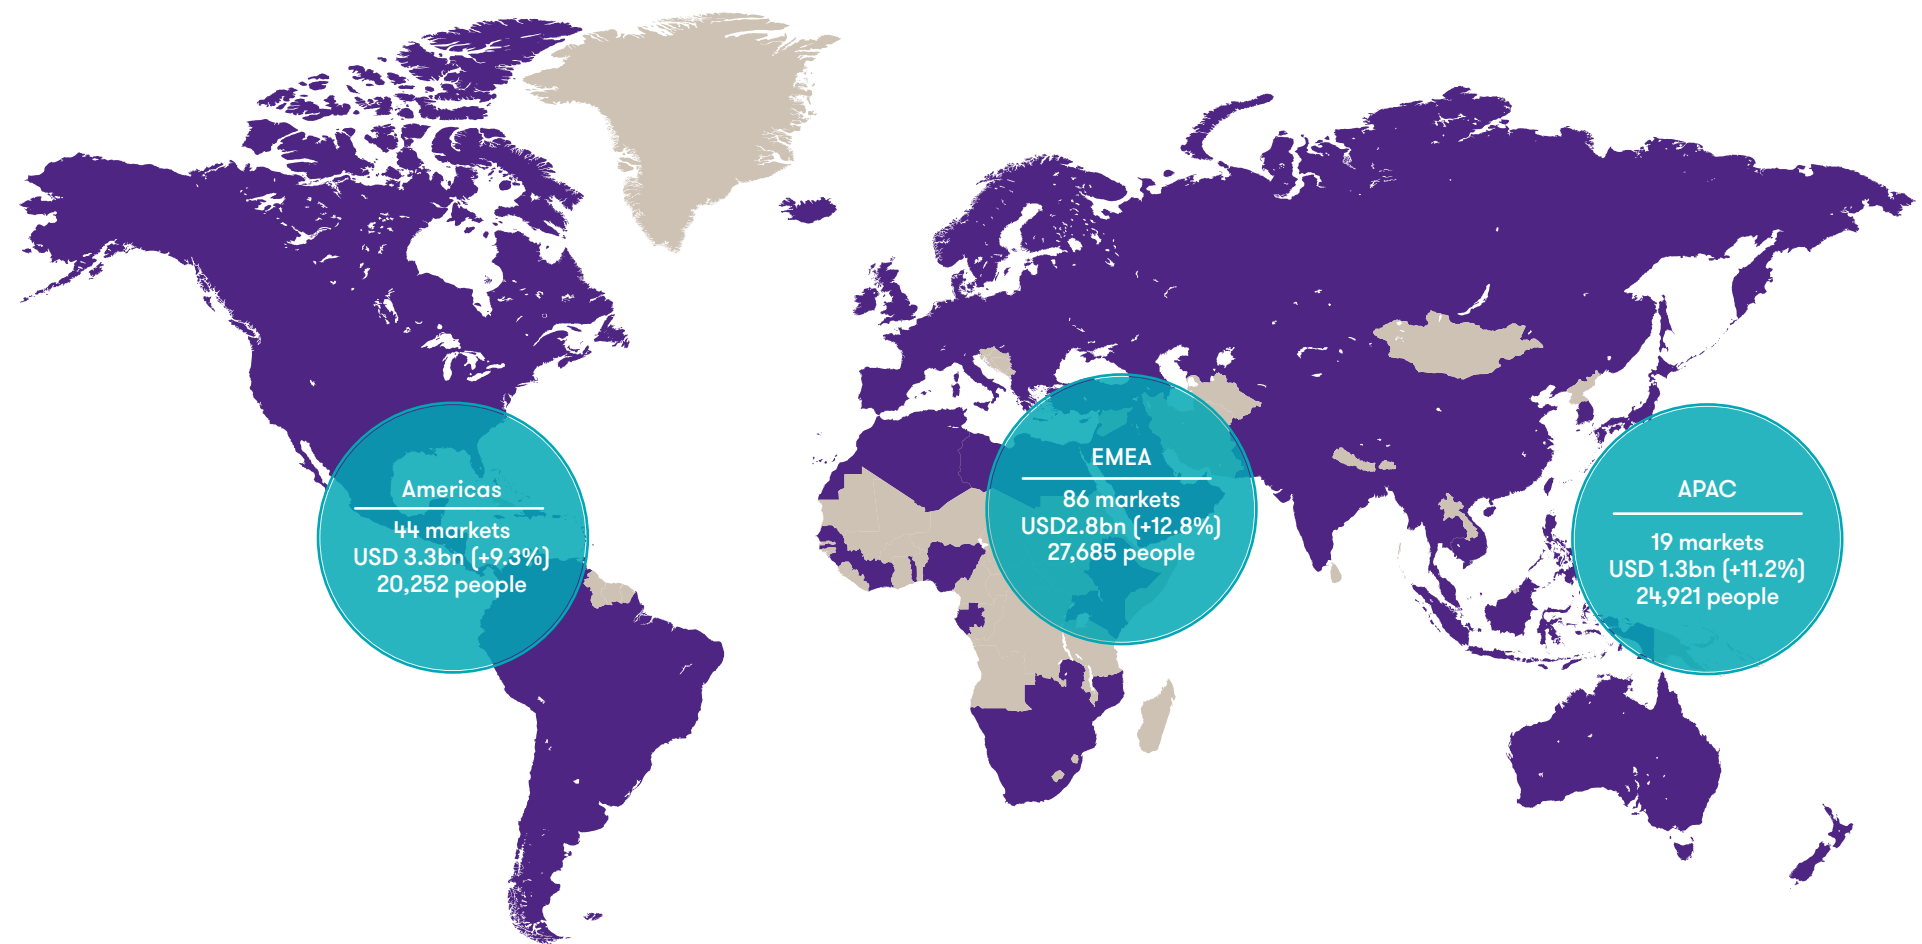 Americas
44 markets
USD 3.3bn (+9.3%)
20,252 people
EMEA
86 markets
USD2.8bn (+12.8%)
27,685 people
APAC
19 markets
USD 1.3bn (+11.2%)
24,921 people